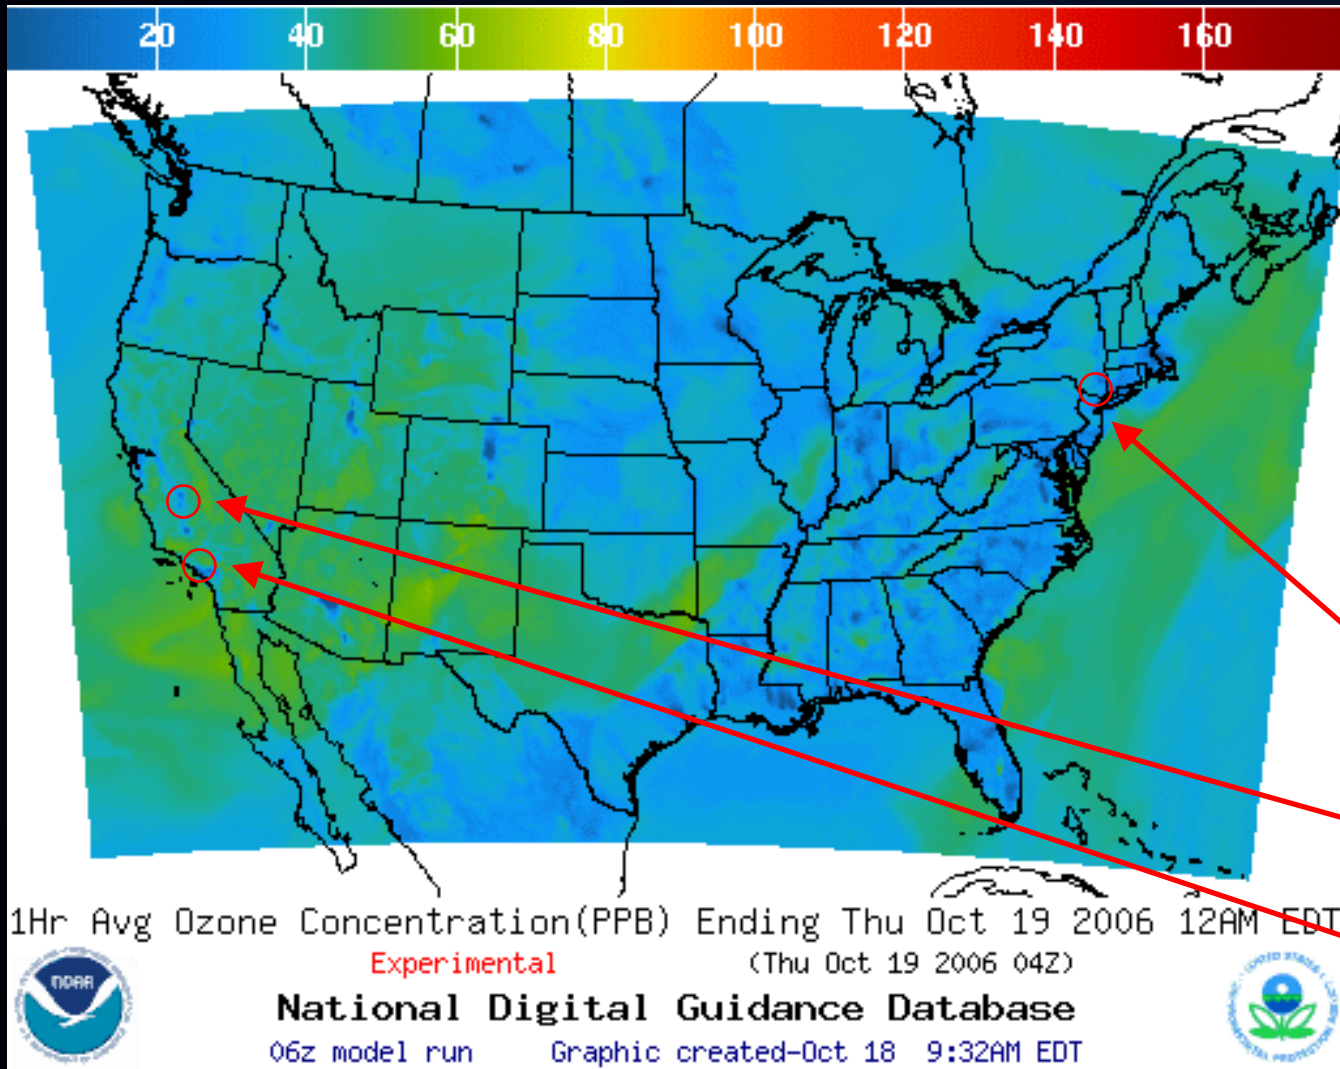 20 40 60 80 100 120 140 160
1Hr Avg Ozone Concentration(PPB) Ending Thu Oct 19 2006 12AM EDT
Experimental (Thu Oct 19 2006 04Z)
National Digital Guidance Database
06z model run Graphic created-Oct 18 9:32AM EDT
NOAA